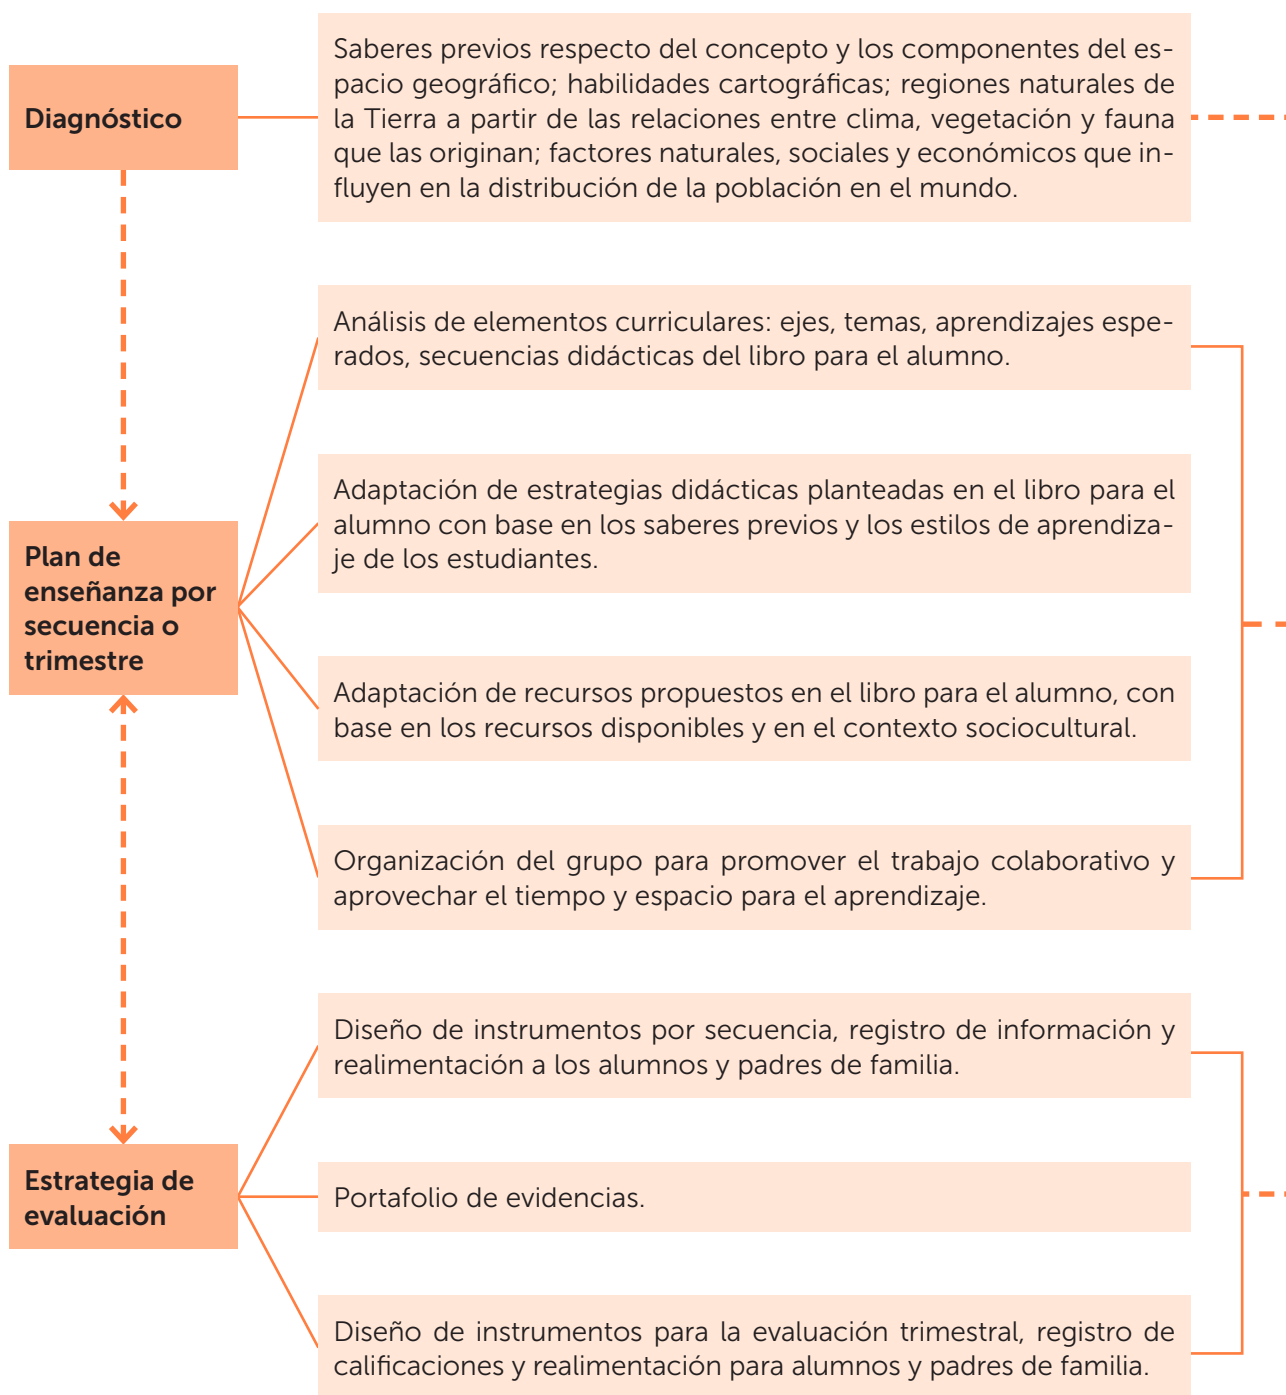 Diagnóstico
Saberes previos respecto del concepto y los componentes del es-
pacio geográfico; habilidades cartográficas; regiones naturales de
la Tierra a partir de las relaciones entre clima, vegetación y fauna
que las originan; factores naturales, sociales y económicos que in-
fluyen en la distribución de la población en el mundo.
Plan de
enseñanza por
secuencia o
trimestre
Análisis de elementos curriculares: ejes, temas, aprendizajes espe-
rados, secuencias didácticas del libro para el alumno.
Adaptación de estrategias didácticas planteadas en el libro para el
alumno con base en los saberes previos y los estilos de aprendiza-
je de los estudiantes.
Adaptación de recursos propuestos en el libro para el alumno, con
base en los recursos disponibles y en el contexto sociocultural.
Organización del grupo para promover el trabajo colaborativo y
aprovechar el tiempo y espacio para el aprendizaje.
Estrategia de
evaluación
Diseño de instrumentos por secuencia, registro de información y
realimentación a los alumnos y padres de familia.
Portafolio de evidencias.
Diseño de instrumentos para la evaluación trimestral, registro de
calificaciones y realimentación para alumnos y padres de familia.